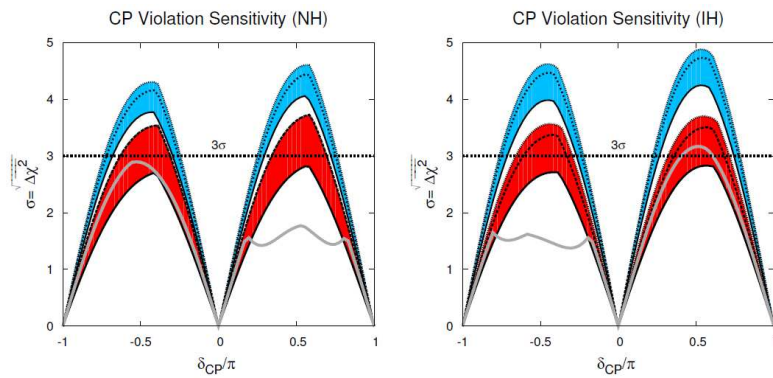 CP Violation Sensitivity (NH)
5
4
3
2
1
0
-1
-0.5
0
0.5
1
3σ
σ= √Δχ²
δCP/π
CP Violation Sensitivity (IH)
5
4
3
2
1
0
-1
-0.5
0
0.5
1
3σ
σ= √Δχ²
δCP/π